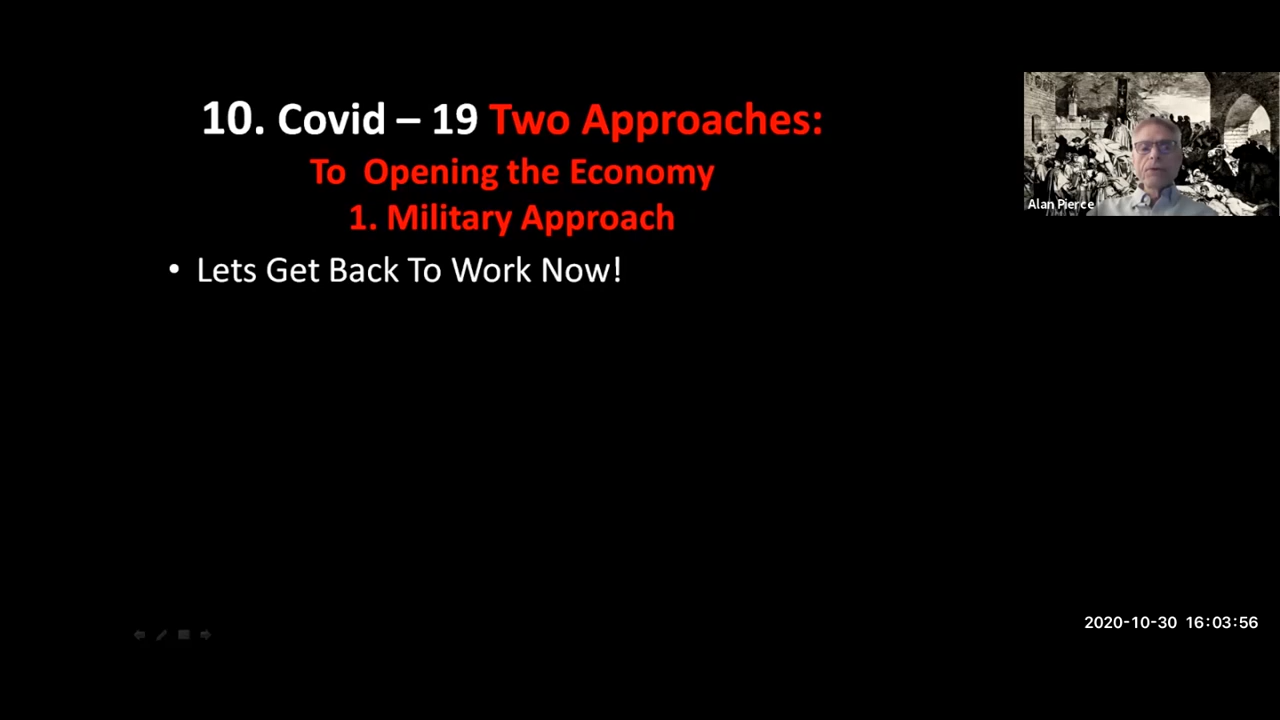 10. Covid – 19 Two Approaches:
To Opening the Economy
1. Military Approach
• Lets Get Back To Work Now!
Alan Pierce
2020-10-30 16:03:56